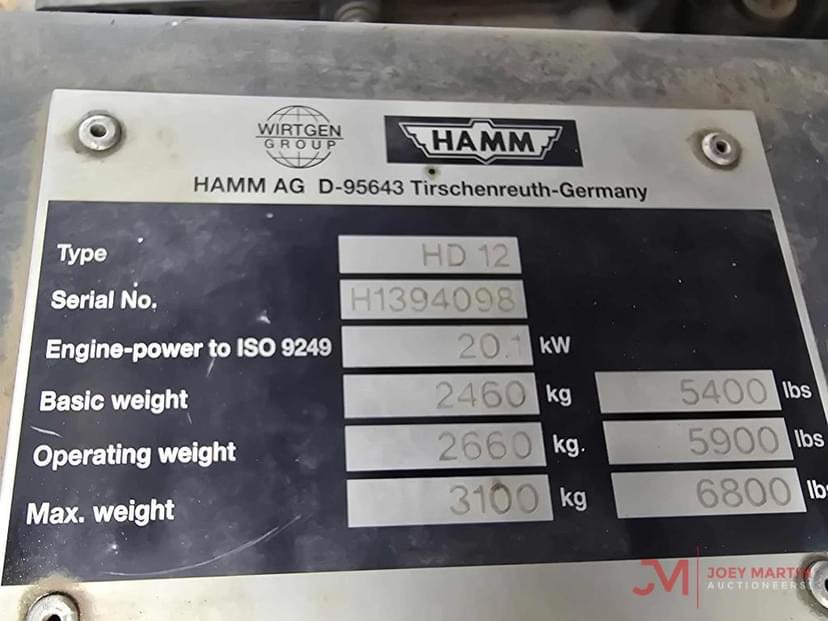 WIRTGEN
GROUP
HAMM
HAMM AG D-95643 Tirschenreuth-Germany
Type HD 12
Serial No. H1394098
Engine-power to ISO 9249 20.1 kW
Basic weight 2460 kg 5400 lbs
Operating weight 2660 kg. 5900 lbs
Max. weight 3100 kg 6800 lbs
JM JOEY MARTIN
AUCTIONEERS